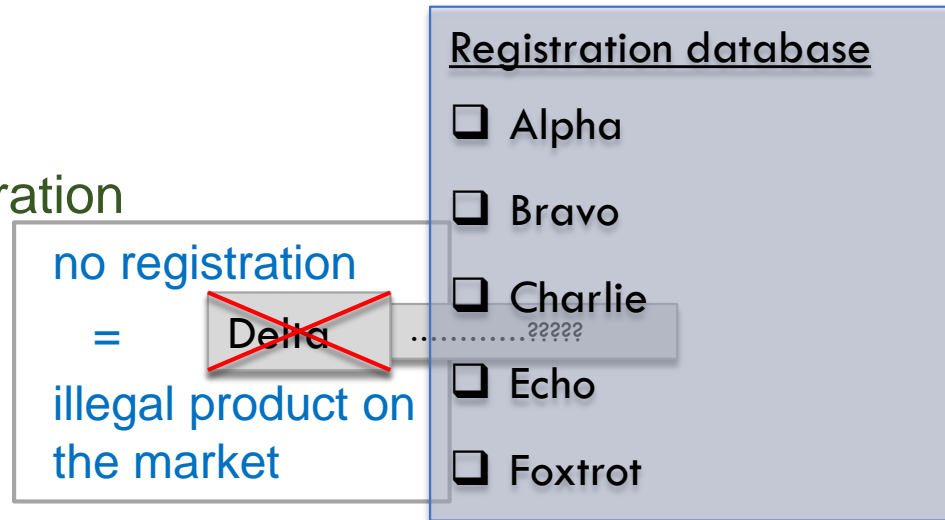 Registration database
❑ Alpha
ration
❑ Bravo
no registration
❑ Charlie
=
Delta
............?????
❑ Echo
illegal product on
the market
❑ Foxtrot